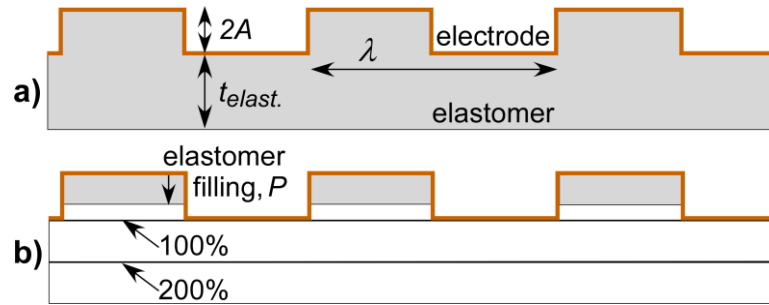 2A
electrode
λ
a)
t_elast.
elastomer
elastomer
filling, P
b)
100%
200%